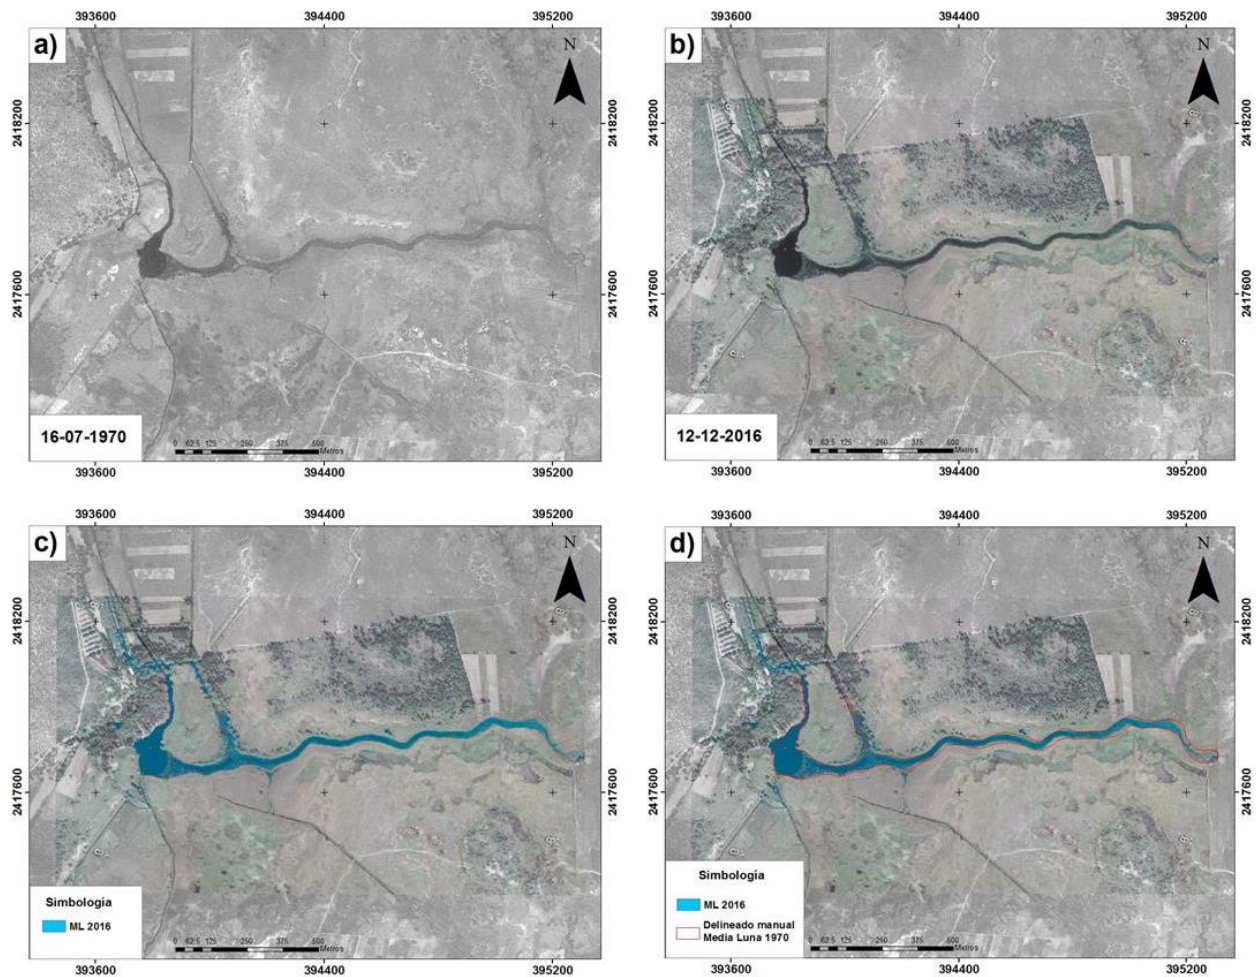 393600 394400 395200
a)
N
2418200 2418200
2417600 2417600
16-07-1970
0 62.5 125 250 375 500
Metros
393600 394400 395200
393600 394400 395200
b)
N
2418200 2418200
2417600 2417600
12-12-2016
0 62.5 125 250 375 500
Metros
393600 394400 395200
393600 394400 395200
c)
N
2418200 2418200
2417600 2417600
Simbología
ML 2016
0 62.5 125 250 375 500
Metros
393600 394400 395200
393600 394400 395200
d)
N
2418200 2418200
2417600 2417600
Simbología
ML 2016
Delineado manual
Media Luna 1970
0 62.5 125 250 375 500
Metros
393600 394400 395200